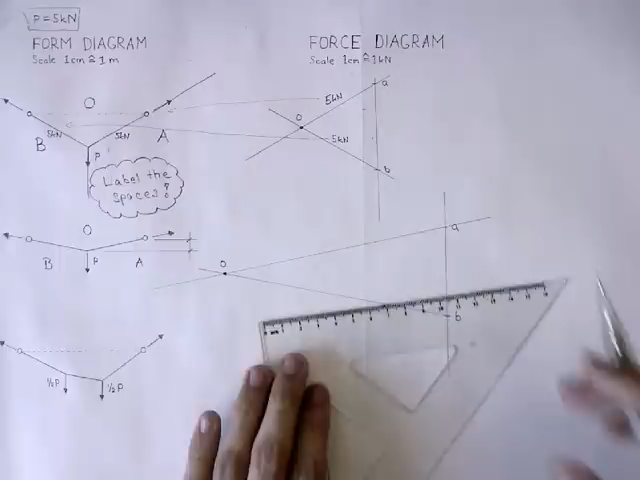 P = 5kN
FORM DIAGRAM
Scale 1cm ≙ 1m
FORCE DIAGRAM
Scale 1cm ≙ 1kN
O
5kN
5kN
B
A
P
Label the
spaces!
a
5kN
O
5kN
b
O
B
P
A
a
O
b
½P
½P